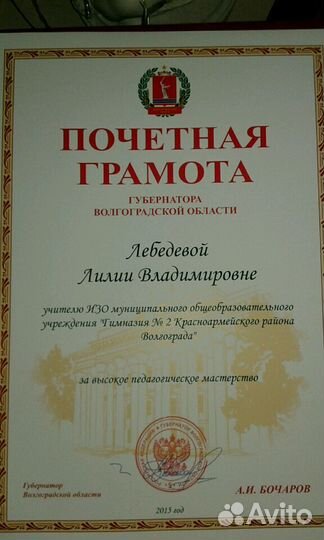 ПОЧЕТНАЯ
ГРАМОТА
ГУБЕРНАТОРА
ВОЛГОГРАДСКОЙ ОБЛАСТИ
Лебедевой
Лилии Владимировне
учителю ИЗО муниципального общеобразовательного
учреждения "Гимназия № 2 Красноармейского района
Волгограда"
за высокое педагогическое мастерство
Губернатор
Волгоградской области
А.И. БОЧАРОВ
2015 год
Avito